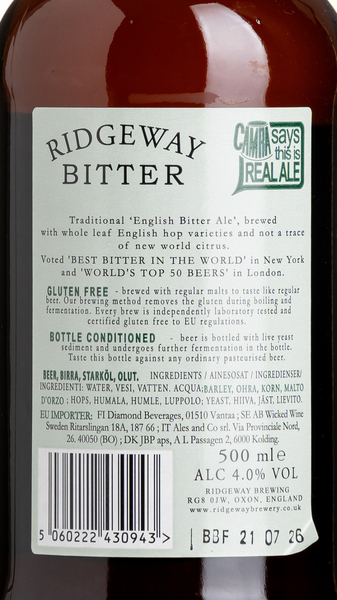 RIDGEWAY
BITTER
CAMRA says
this is
REAL ALE
Traditional 'English Bitter Ale', brewed
with whole leaf English hop varieties and not a trace
of new world citrus.
Voted 'BEST BITTER IN THE WORLD' in New York
and 'WORLD'S TOP 50 BEERS' in London.
GLUTEN FREE - brewed with regular malts to taste like regular
beer. Our brewing method removes the gluten during boiling and
fermentation. Every brew is independently laboratory tested and
certified gluten free to EU regulations.
BOTTLE CONDITIONED - beer is bottled with live yeast
sediment and undergoes further fermentation in the bottle.
Taste this bottle against any ordinary pasteurised beer.
BEER, BIRRA, STARKÖL, OLUT. INGREDIENTS / AINESOSAT / INGREDIENSER/
INGREDIENTI: WATER, VESI, VATTEN. ACQUA: BARLEY, OHRA, KORN, MALTO
D'ORZO : HOPS, HUMALA, HUMLE, LUPPOLO; YEAST, HIIVA, JÄST, LIEVITO.
EU IMPORTER: FI Diamond Beverages, 01510 Vantaa ; SE AB Wicked Wine
Sweden Ritarslingan 18A, 187 66 ; IT Ales and Co srl. Via Provinciale Nord
26. 40050 (BO) ; DK JBP aps, A L Passagen 2, 6000 Kolding.
500 ml e
ALC 4.0% VOL
RIDGEWAY BREWING
RG8 0JW, OXON, ENGLAND
www.ridgewaybrewery.co.uk
5 060222 430943 >
BBF 21 07 26